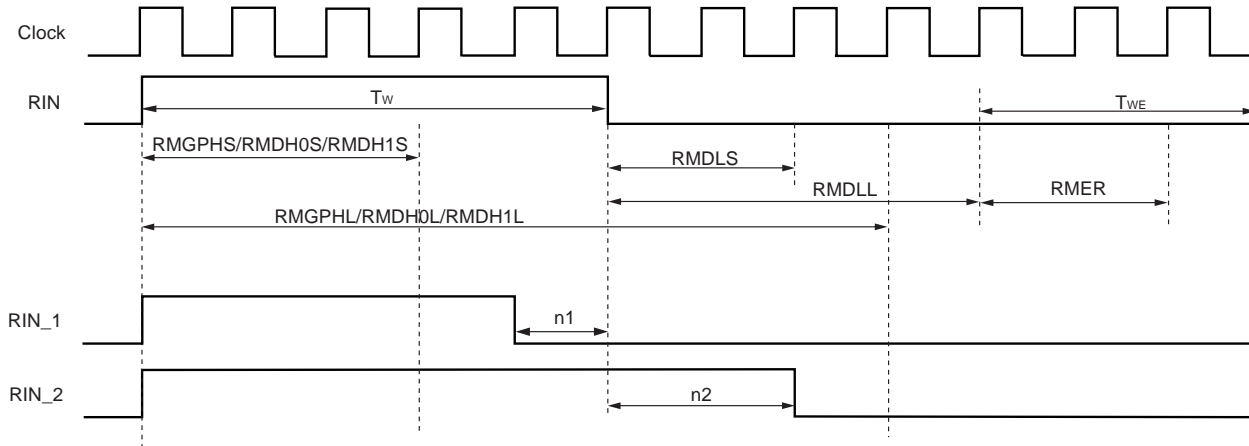 Clock
RIN
TW
TWE
RMGPHS/RMDH0S/RMDH1S
RMDLS
RMDLL
RMER
RMGPHL/RMDH0L/RMDH1L
RIN_1
n1
RIN_2
n2